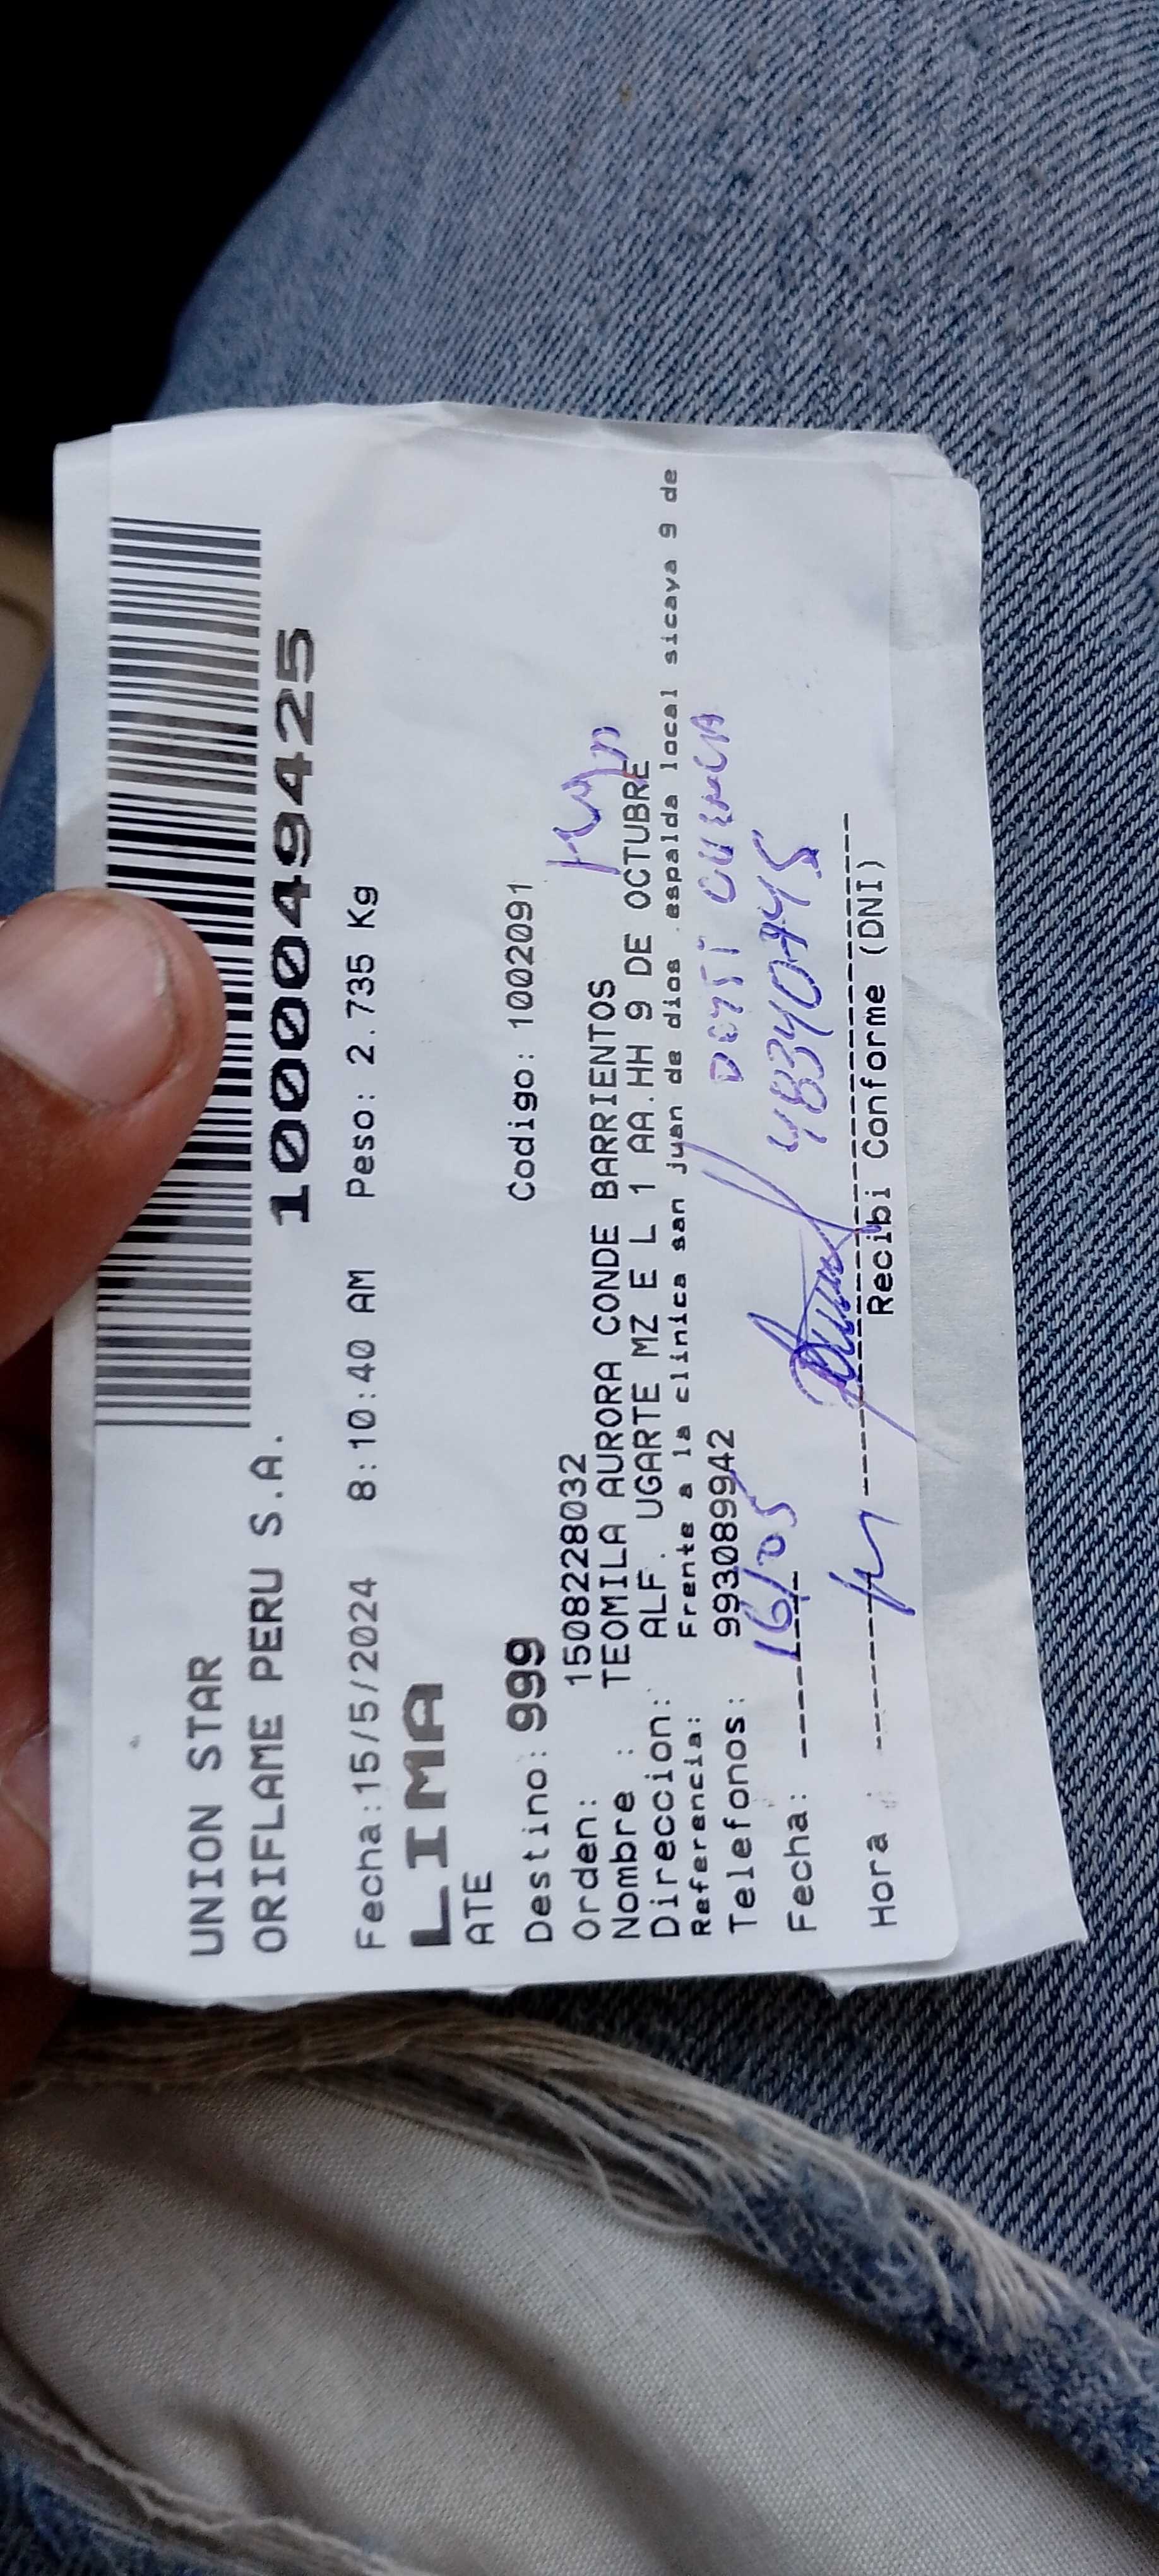 UNION STAR
ORIFLAME PERU S.A. 1000049425
Fecha:15/5/2024 8:10:40 AM Peso: 2.735 Kg
LIMA
ATE
Destino: 999 Codigo: 1002091
Orden: 1508228032
Nombre : TEOMILA AURORA CONDE BARRIENTOS
Direccion: ALF. UGARTE MZ E L 1 AA.HH 9 DE OCTUBRE
Referencia: Frente a la clinica san juan de dios .espalda local sicaya 9 de
Telefonos: 993089942
Fecha: 16/05
Hora :
Recibi Conforme (DNI)